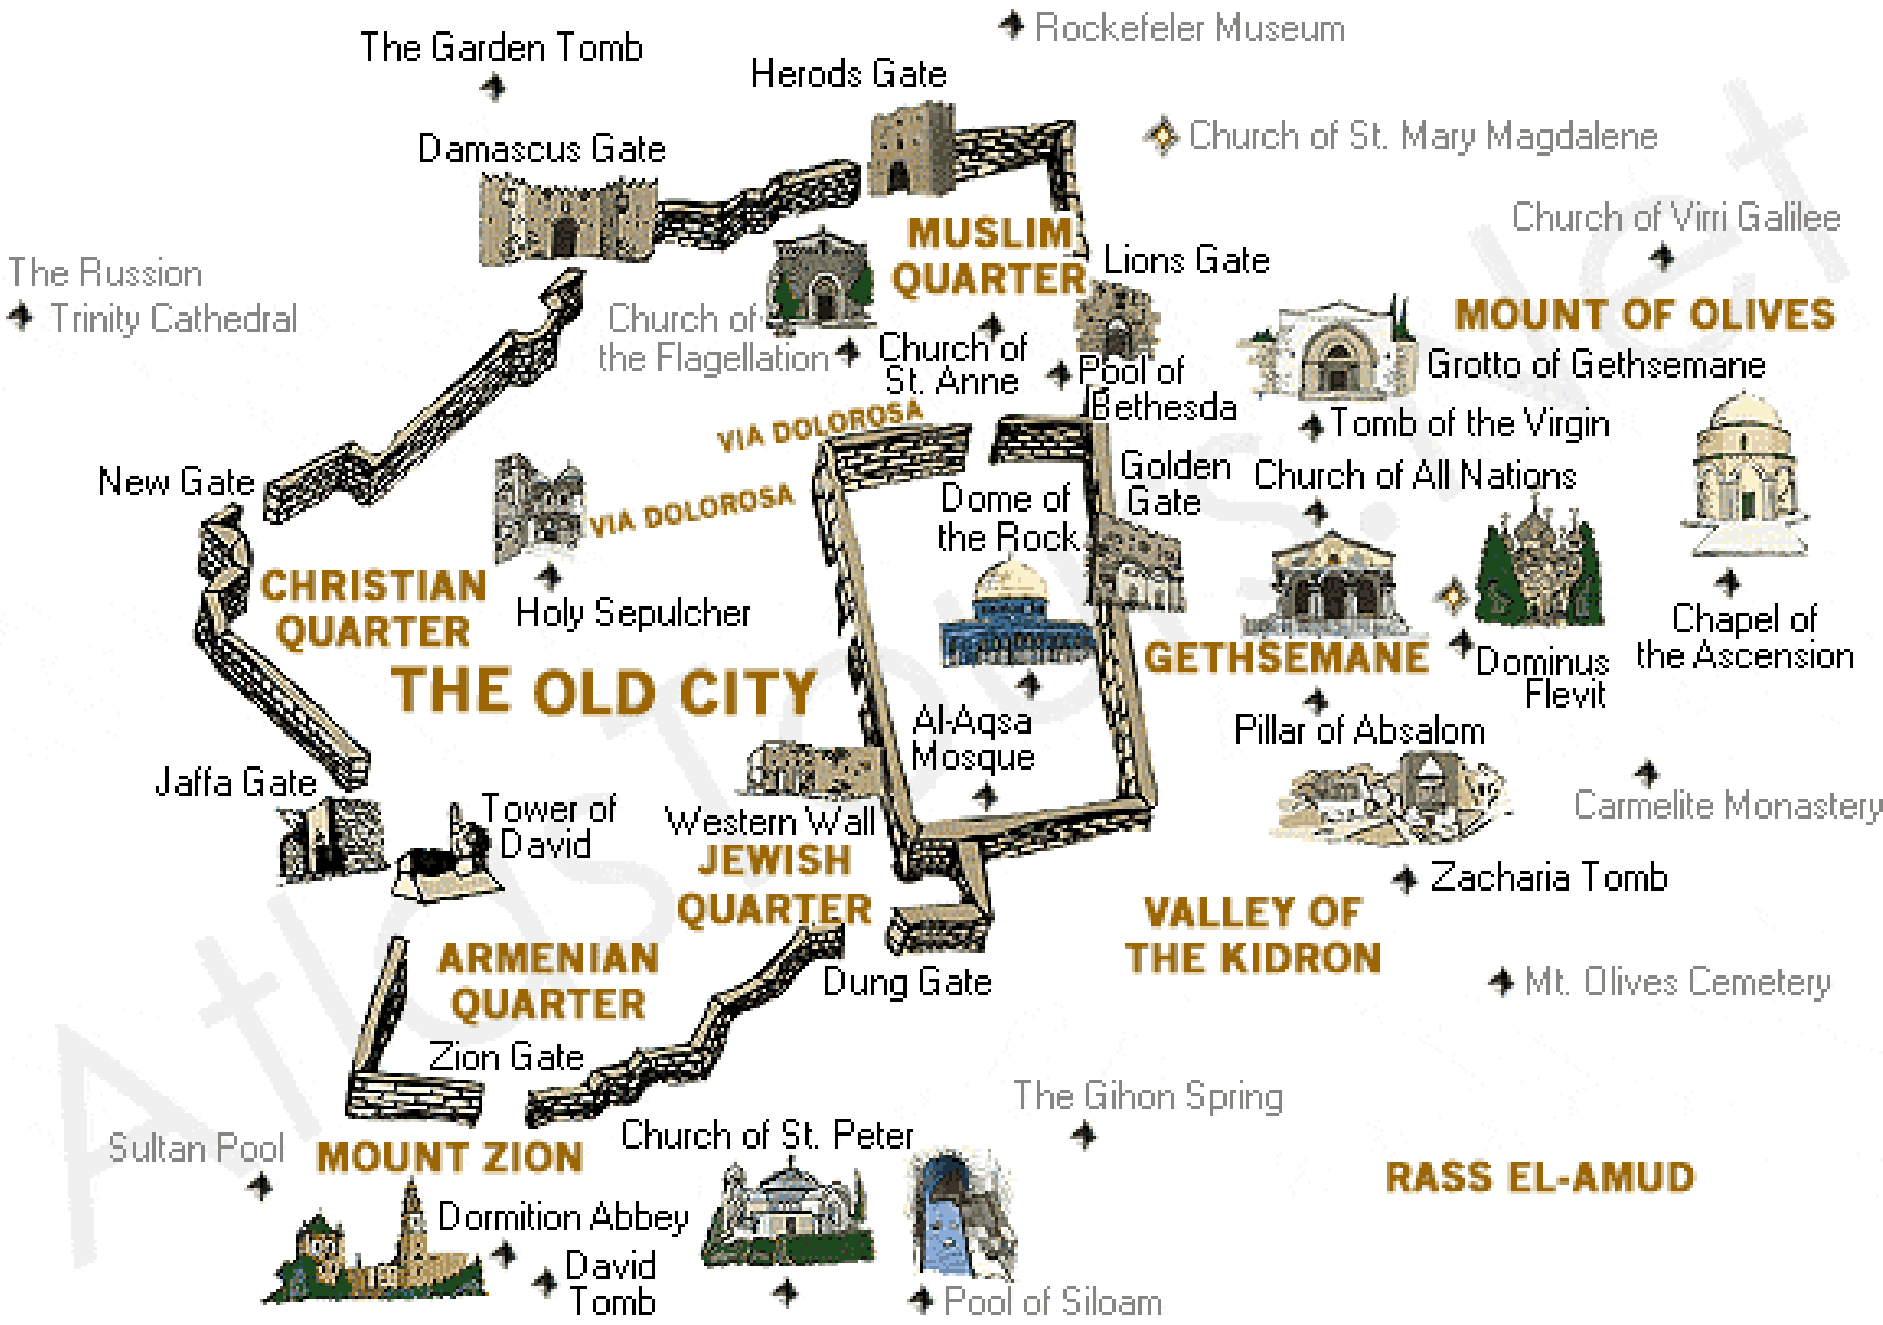 Rockefeler Museum
The Garden Tomb
Herods Gate
Church of St. Mary Magdalene
Damascus Gate
Church of Virri Galilee
MUSLIM
QUARTER
Lions Gate
The Russion
Trinity Cathedral
MOUNT OF OLIVES
Church of
the Flagellation
Church of
St. Anne
Pool of
Bethesda
Grotto of Gethsemane
Tomb of the Virgin
VIA DOLOROSA
New Gate
Golden
Gate
Church of All Nations
VIA DOLOROSA
Dome of
the Rock
CHRISTIAN
QUARTER
Holy Sepulcher
Chapel of
the Ascension
GETHSEMANE
Dominus
Flevit
THE OLD CITY
Al-Aqsa
Mosque
Pillar of Absalom
Jaffa Gate
Tower of
David
Western Wall
Carmelite Monastery
JEWISH
QUARTER
Zacharia Tomb
VALLEY OF
THE KIDRON
ARMENIAN
QUARTER
Dung Gate
Mt. Olives Cemetery
Zion Gate
The Gihon Spring
Sultan Pool
MOUNT ZION
Church of St. Peter
RASS EL-AMUD
Dormition Abbey
David
Tomb
Pool of Siloam
AtlasTours.Net